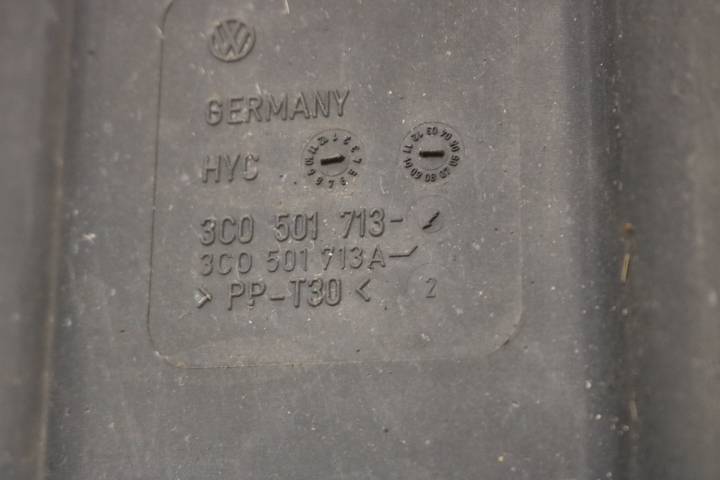 GERMANY
HYC
3C0 501 713-
3C0 501 713A
> PP-T30 < 2